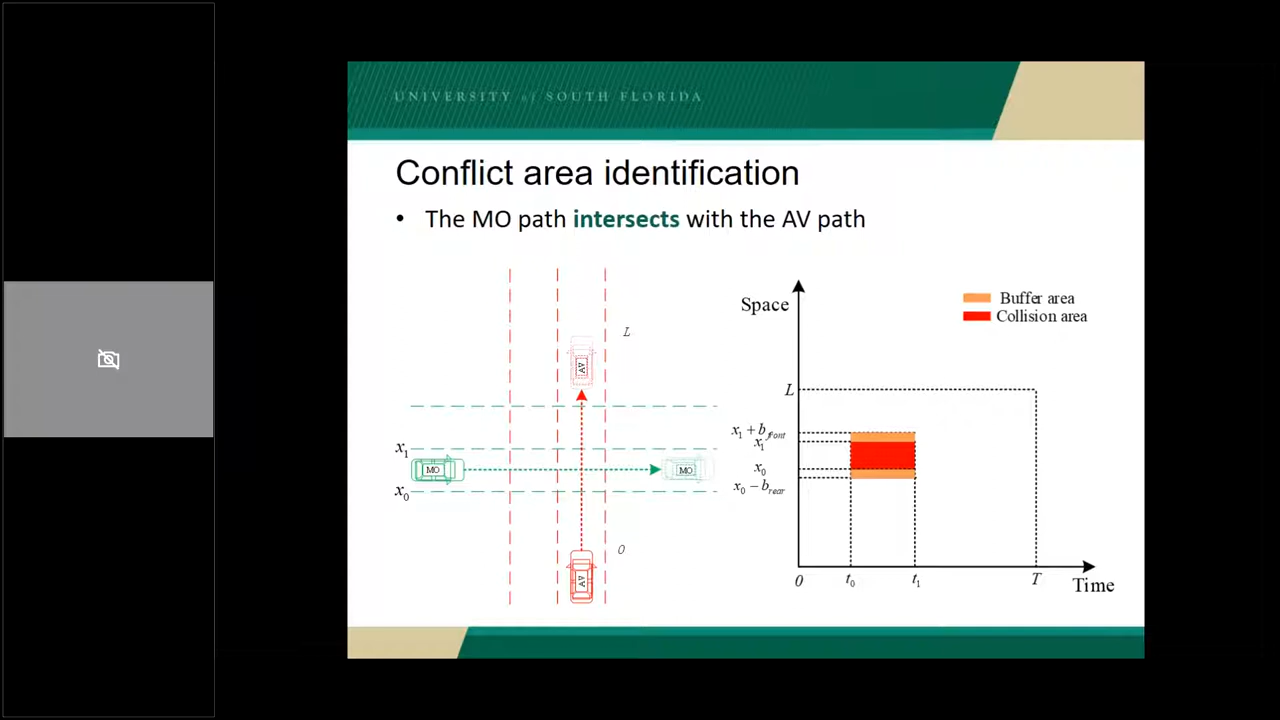 UNIVERSITY of SOUTH FLORIDA
Conflict area identification
• The MO path intersects with the AV path
L
AV
x₁
MO
MO
x₀
0
AV
Space
Buffer area
Collision area
L
x₁ + b_front
x₁
x₀
x₀ − b_rear
0
t₀
t₁
T
Time